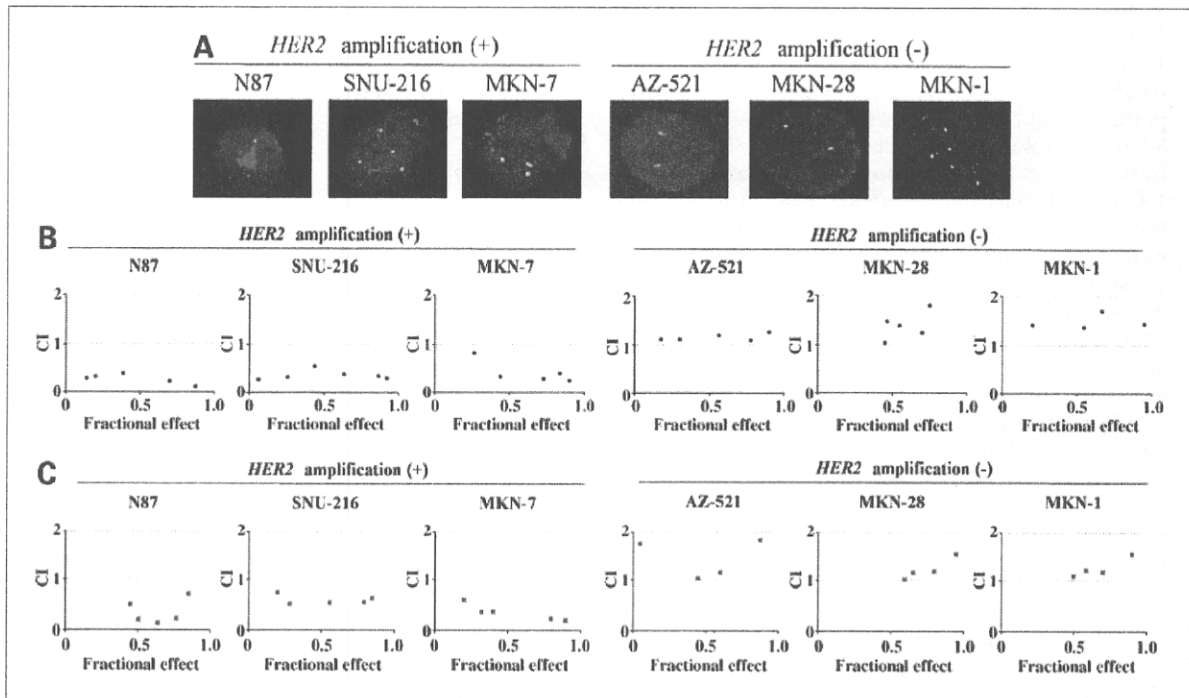 A HER2 amplification (+) HER2 amplification (-)
N87 SNU-216 MKN-7 AZ-521 MKN-28 MKN-1
B HER2 amplification (+) HER2 amplification (-)
N87 SNU-216 MKN-7 AZ-521 MKN-28 MKN-1
2 2 2 2 2 2
CI 1 CI 1 CI 1 CI 1 CI 1 CI 1
0 0 0 0 0 0
0 0.5 1.0 0 0.5 1.0 0 0.5 1.0 0 0.5 1.0 0 0.5 1.0 0 0.5 1.0
Fractional effect Fractional effect Fractional effect Fractional effect Fractional effect Fractional effect
C HER2 amplification (+) HER2 amplification (-)
N87 SNU-216 MKN-7 AZ-521 MKN-28 MKN-1
2 2 2 2 2 2
CI 1 CI 1 CI 1 CI 1 CI 1 CI 1
0 0 0 0 0 0
0 0.5 1.0 0 0.5 1.0 0 0.5 1.0 0 0.5 1.0 0 0.5 1.0 0 0.5 1.0
Fractional effect Fractional effect Fractional effect Fractional effect Fractional effect Fractional effect